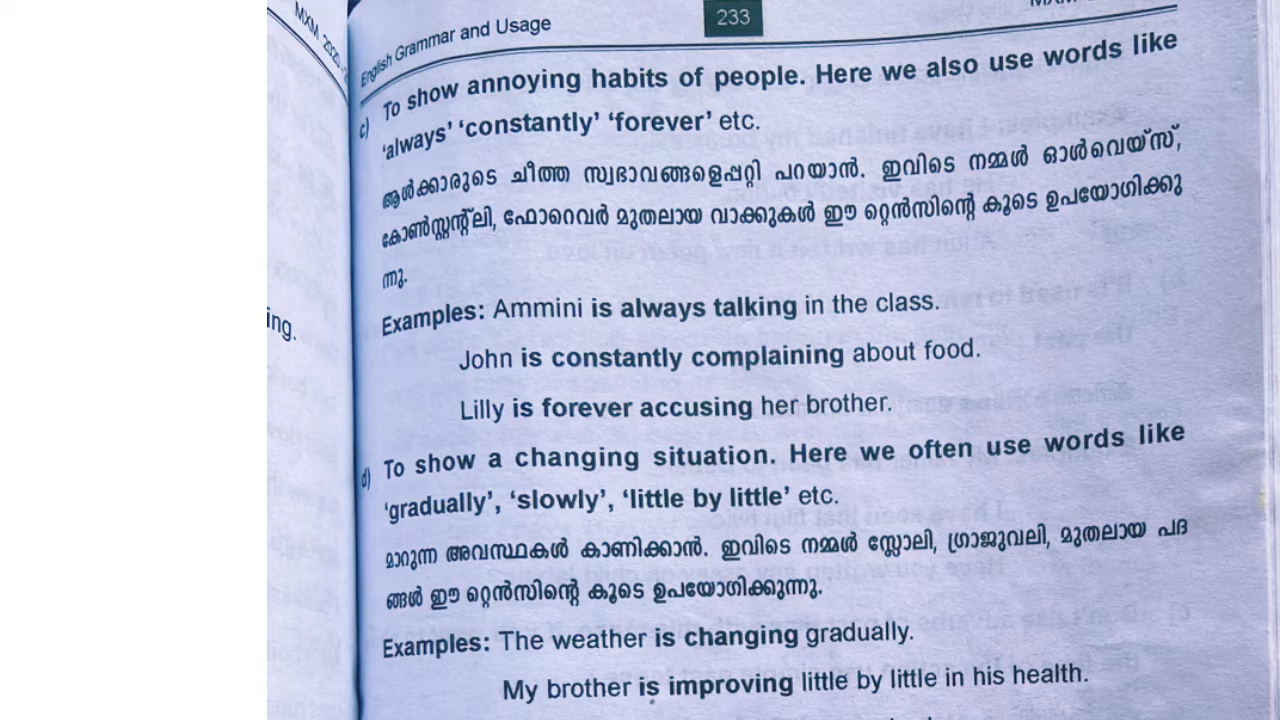 MXM 2020
ing.
English Grammar and Usage
233
c) To show annoying habits of people. Here we also use words like
‘always’ ‘constantly’ ‘forever’ etc.
ആൾക്കാരുടെ ചീത്ത സ്വഭാവങ്ങളെപ്പറ്റി പറയാൻ. ഇവിടെ നമ്മൾ ഓൾവെയ്സ്,
കോൺസ്റ്റന്റ്ലി, ഫോറെവർ മുതലായ വാക്കുകൾ ഈ റ്റെൻസിന്റെ കൂടെ ഉപയോഗിക്കു
ന്നു.
Examples: Ammini is always talking in the class.
John is constantly complaining about food.
Lilly is forever accusing her brother.
d) To show a changing situation. Here we often use words like
‘gradually’, ‘slowly’, ‘little by little’ etc.
മാറുന്ന അവസ്ഥകൾ കാണിക്കാൻ. ഇവിടെ നമ്മൾ സ്ലോലി, ഗ്രാജുവലി, മുതലായ പദ
ങ്ങൾ ഈ റ്റെൻസിന്റെ കൂടെ ഉപയോഗിക്കുന്നു.
Examples: The weather is changing gradually.
My brother is improving little by little in his health.